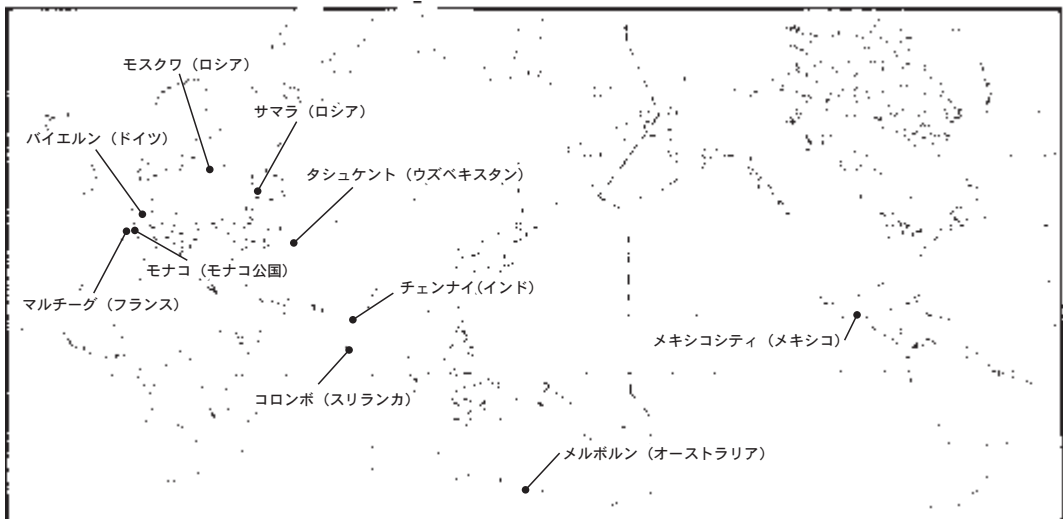 モスクワ（ロシア）
サマラ（ロシア）
バイエルン（ドイツ）
タシュケント（ウズベキスタン）
モナコ（モナコ公国）
チェンナイ（インド）
マルチーグ（フランス）
メキシコシティ（メキシコ）
コロンボ（スリランカ）
メルボルン（オーストラリア）